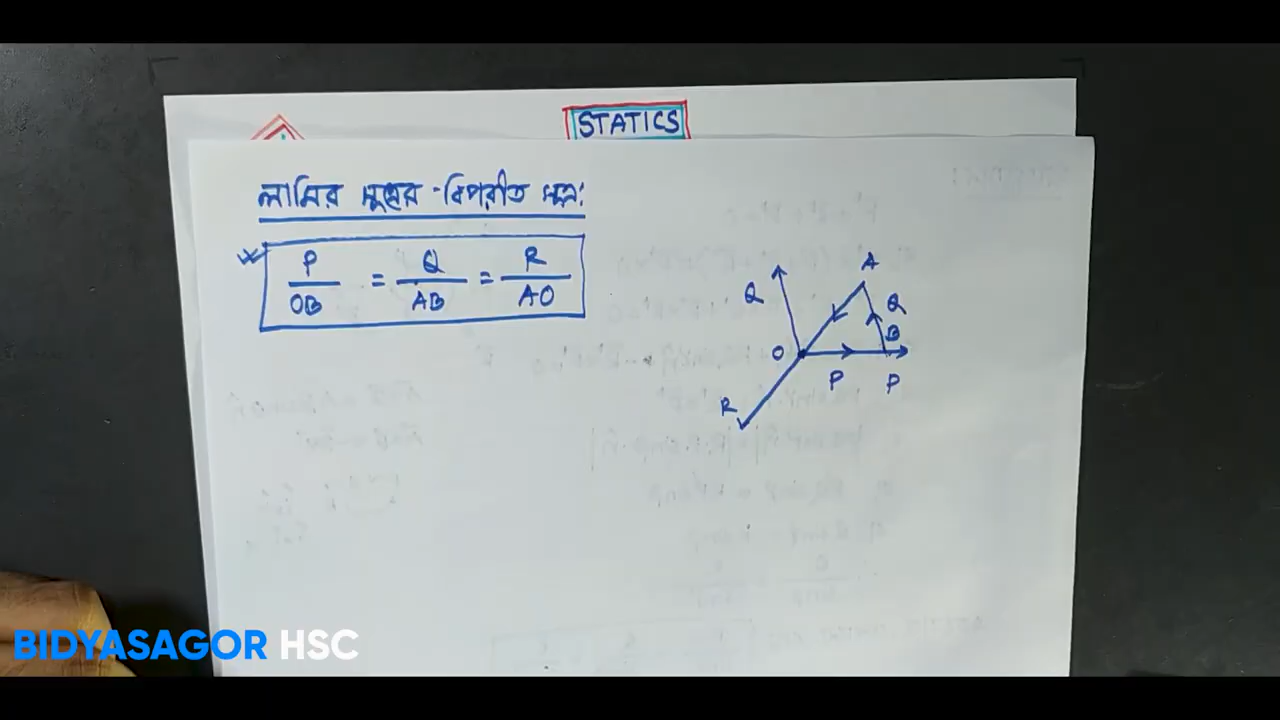 STATICS
লামির সূত্রের বিপরীত সূত্র:
P/OB = Q/AB = R/AO
A
Q
Q
B
O
P
P
R
BIDYASAGOR HSC